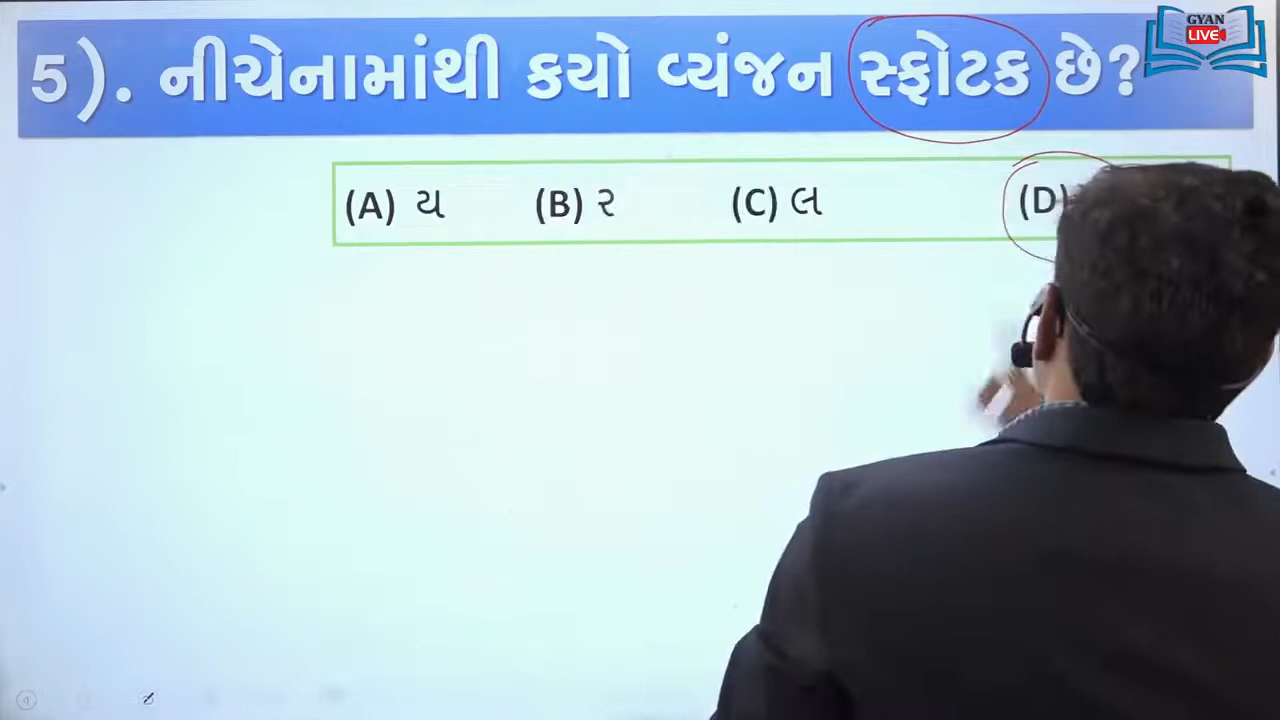 GYAN
LIVE
5). નીચેનામાંથી કયો વ્યંજન સ્ફોટક છે?
(A) ય (B) ર (C) લ (D)